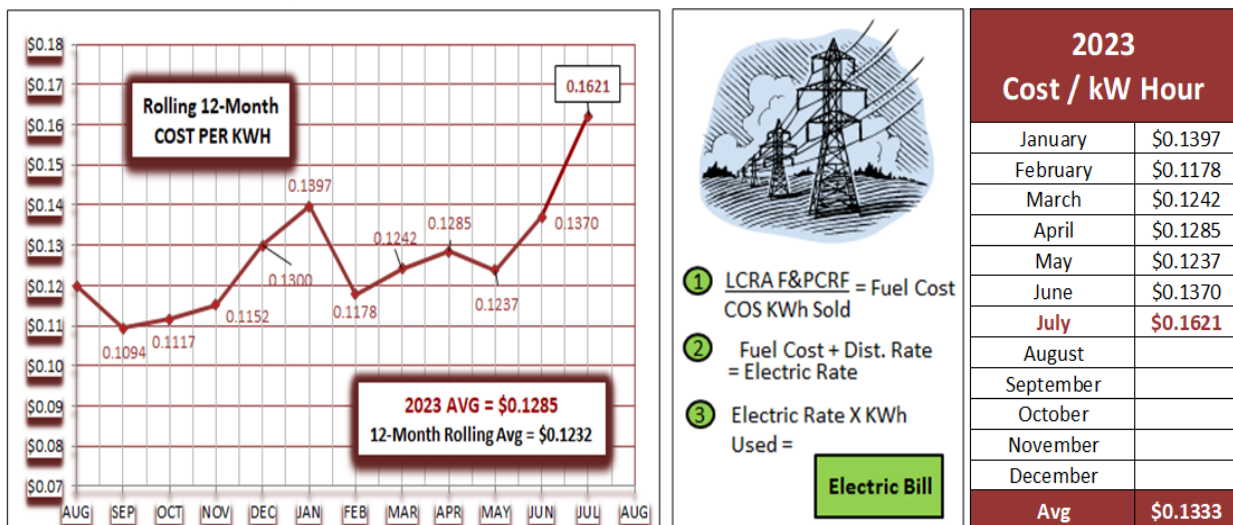 $0.18
$0.17
$0.16
$0.15
$0.14
$0.13
$0.12
$0.11
$0.10
$0.09
$0.08
$0.07
Rolling 12-Month
COST PER KWH
0.1094
0.1117
0.1152
0.1300
0.1397
0.1178
0.1242
0.1285
0.1237
0.1370
0.1621
2023 AVG = $0.1285
12-Month Rolling Avg = $0.1232
AUG SEP OCT NOV DEC JAN FEB MAR APR MAY JUN JUL AUG
1 LCRA F&PCRF = Fuel Cost
COS KWh Sold
2 Fuel Cost + Dist. Rate
= Electric Rate
3 Electric Rate X KWh
Used =
Electric Bill
2023
Cost / kW Hour
January $0.1397
February $0.1178
March $0.1242
April $0.1285
May $0.1237
June $0.1370
July $0.1621
August
September
October
November
December
Avg $0.1333